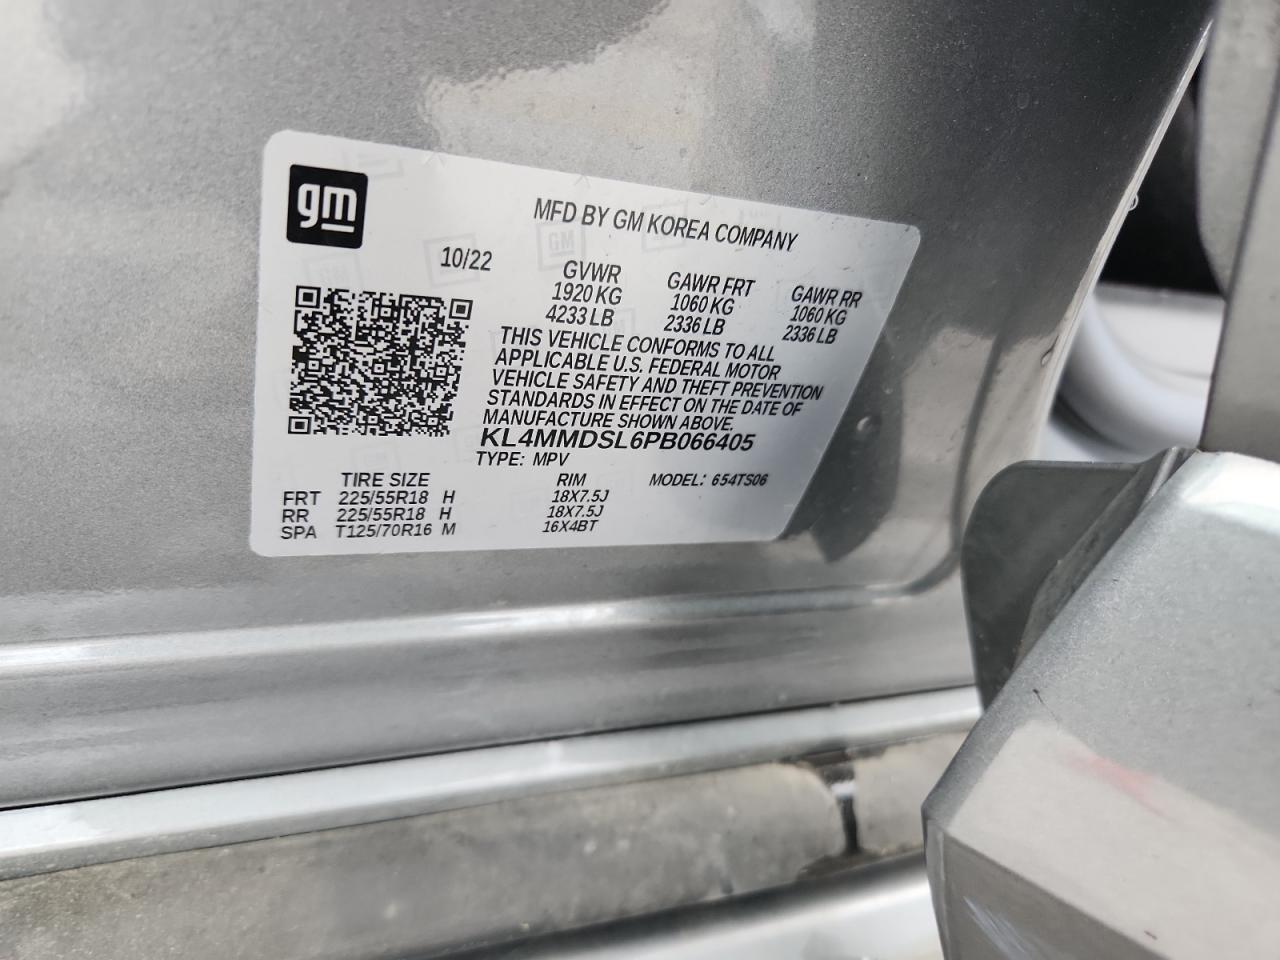 gm
MFD BY GM KOREA COMPANY
10/22
GVWR GAWR FRT GAWR RR
1920 KG 1060 KG 1060 KG
4233 LB 2336 LB 2336 LB
THIS VEHICLE CONFORMS TO ALL
APPLICABLE U.S. FEDERAL MOTOR
VEHICLE SAFETY AND THEFT PREVENTION
STANDARDS IN EFFECT ON THE DATE OF
MANUFACTURE SHOWN ABOVE.
KL4MMDSL6PB066405
TYPE: MPV
TIRE SIZE RIM MODEL: 654TS06
FRT 225/55R18 H 18X7.5J
RR 225/55R18 H 18X7.5J
SPA T125/70R16 M 16X4BT